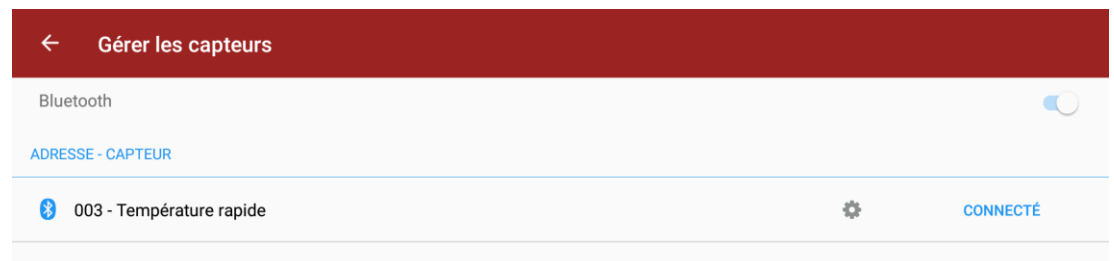 Gérer les capteurs
Bluetooth
ADRESSE - CAPTEUR
003 - Température rapide CONNECTÉ